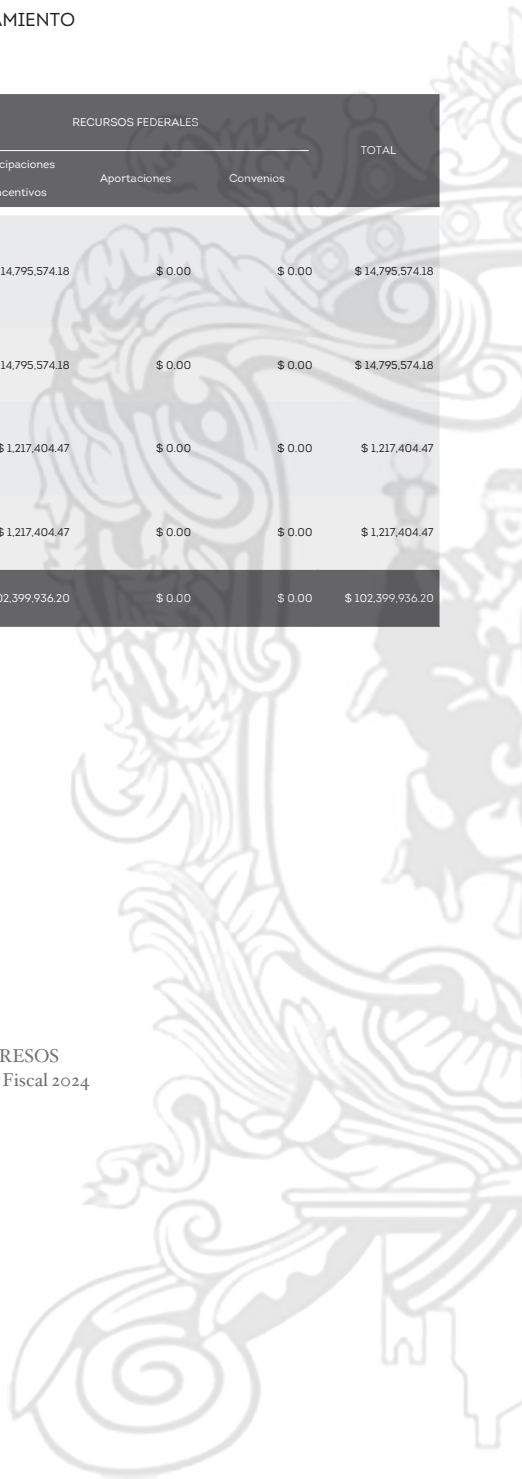 AMIENTO
RECURSOS FEDERALES
TOTAL
cipaciones
ncentivos
Aportaciones
Convenios
14,795,574.18 $ 0.00 $ 0.00 $ 14,795,574.18
14,795,574.18 $ 0.00 $ 0.00 $ 14,795,574.18
$ 1,217,404.47 $ 0.00 $ 0.00 $ 1,217,404.47
$ 1,217,404.47 $ 0.00 $ 0.00 $ 1,217,404.47
02,399,936.20 $ 0.00 $ 0.00 $ 102,399,936.20
RESOS
Fiscal 2024